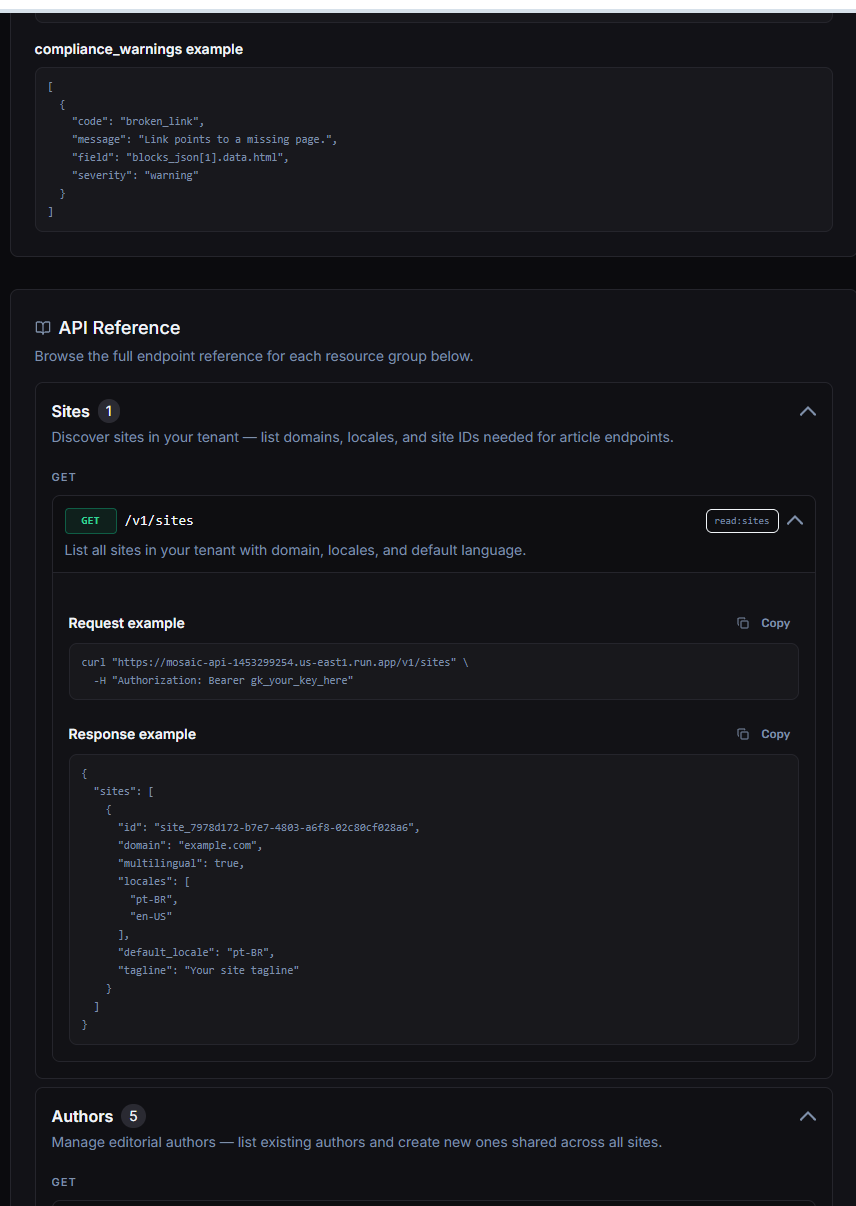 compliance_warnings example
[
  {
    "code": "broken_link",
    "message": "Link points to a missing page.",
    "field": "blocks_json[1].data.html",
    "severity": "warning"
  }
]
API Reference
Browse the full endpoint reference for each resource group below.
Sites 1
Discover sites in your tenant — list domains, locales, and site IDs needed for article endpoints.
GET
GET /v1/sites read:sites
List all sites in your tenant with domain, locales, and default language.
Request example Copy
curl "https://mosaic-api-1453299254.us-east1.run.app/v1/sites" \
  -H "Authorization: Bearer gk_your_key_here"
Response example Copy
{
  "sites": [
    {
      "id": "site_7978d172-b7e7-4803-a6f8-02c80cf028a6",
      "domain": "example.com",
      "multilingual": true,
      "locales": [
        "pt-BR",
        "en-US"
      ],
      "default_locale": "pt-BR",
      "tagline": "Your site tagline"
    }
  ]
}
Authors 5
Manage editorial authors — list existing authors and create new ones shared across all sites.
GET